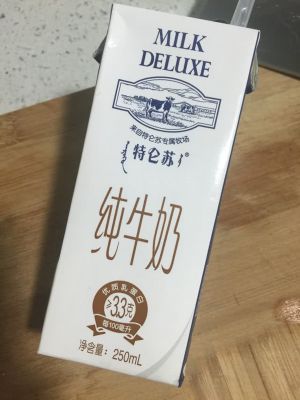 MILK
DELUXE
来自特仑苏专属牧场
特仑苏®
纯牛奶
优质乳蛋白
≥3.3克
每100毫升
净含量：250mL